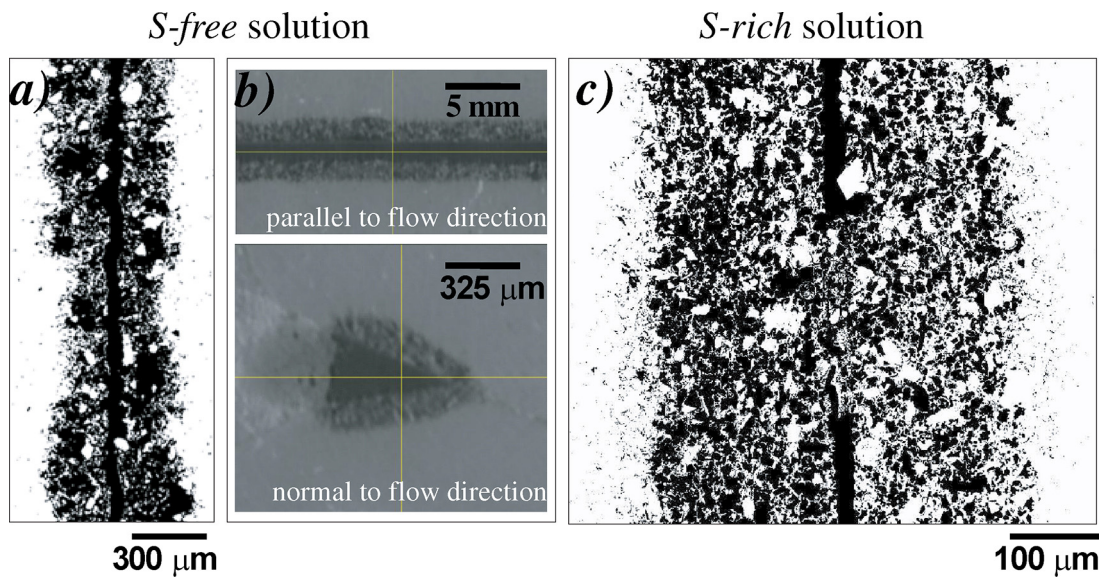 S-free solution
S-rich solution
a)
b)
5 mm
parallel to flow direction
325 μm
normal to flow direction
c)
300 μm
100 μm